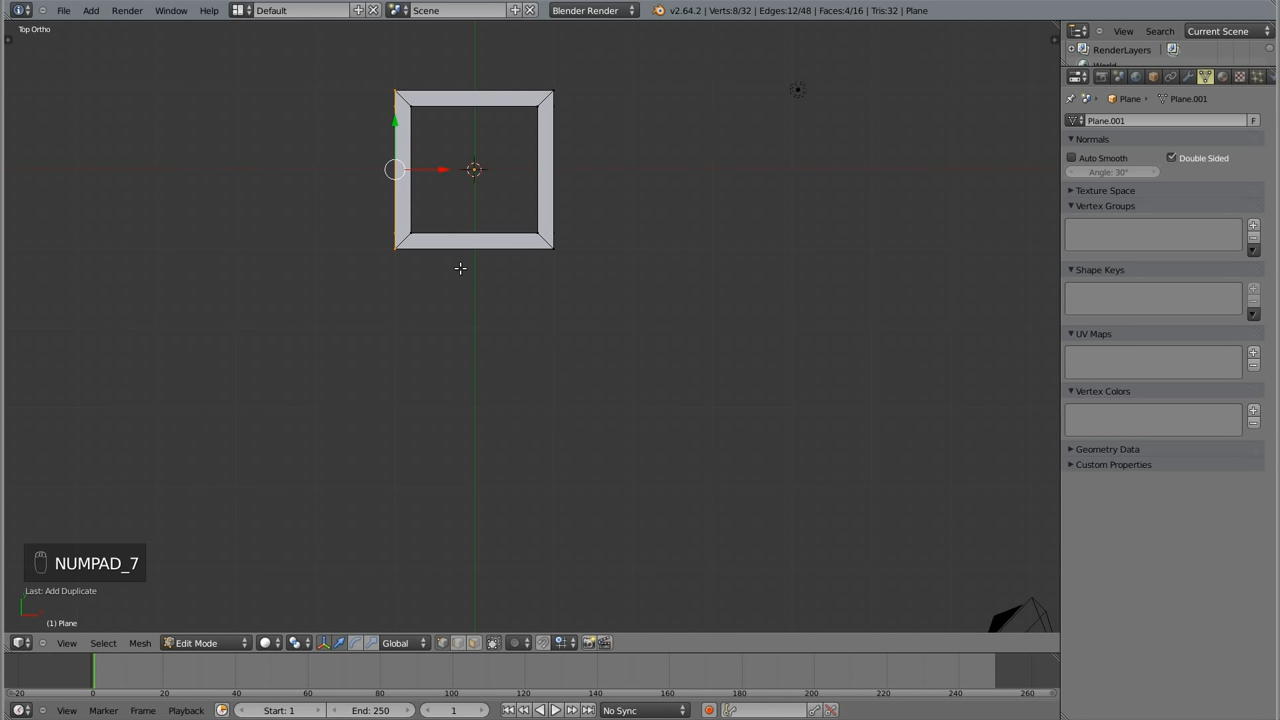 File Add Render Window Help Default Scene Blender Render v2.64.2 | Verts:8/32 | Edges:12/48 | Faces:4/16 | Tris:32 | Plane
Top Ortho
View Search Current Scene
RenderLayers
World
Plane Plane.001
Plane.001 F
Normals
Auto Smooth Double Sided
Angle: 30°
Texture Space
Vertex Groups
Shape Keys
UV Maps
Vertex Colors
Geometry Data
Custom Properties
NUMPAD_7
Last: Add Duplicate
(1) Plane
View Select Mesh Edit Mode Global
-20 0 20 40 60 80 100 120 140 160 180 200 220 240 260
View Marker Frame Playback Start: 1 End: 250 1 No Sync